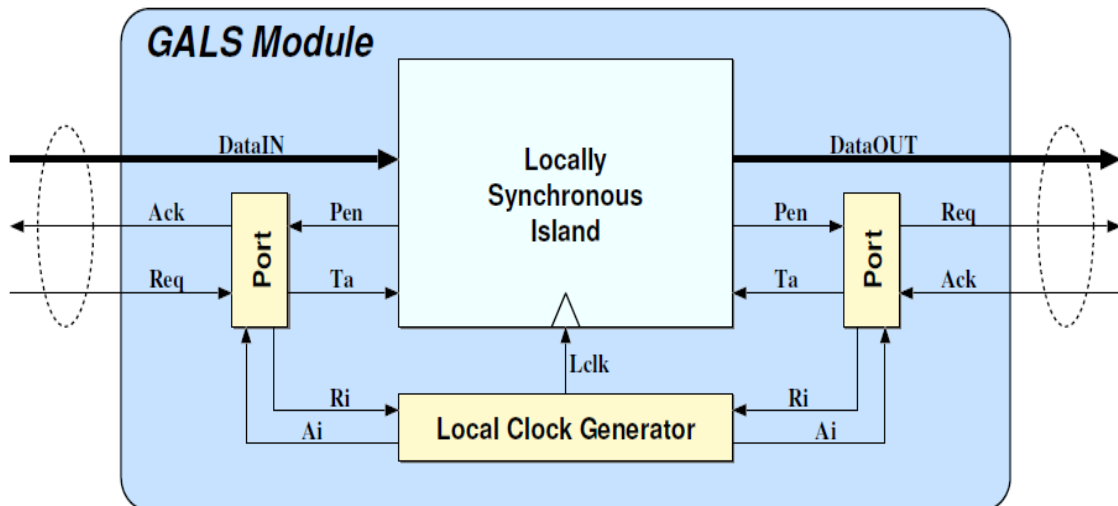 GALS Module
DataIN
Locally
Synchronous
Island
DataOUT
Ack
Pen
Pen
Req
Port
Port
Req
Ta
Ta
Ack
Lclk
Ri
Ri
Ai
Local Clock Generator
Ai